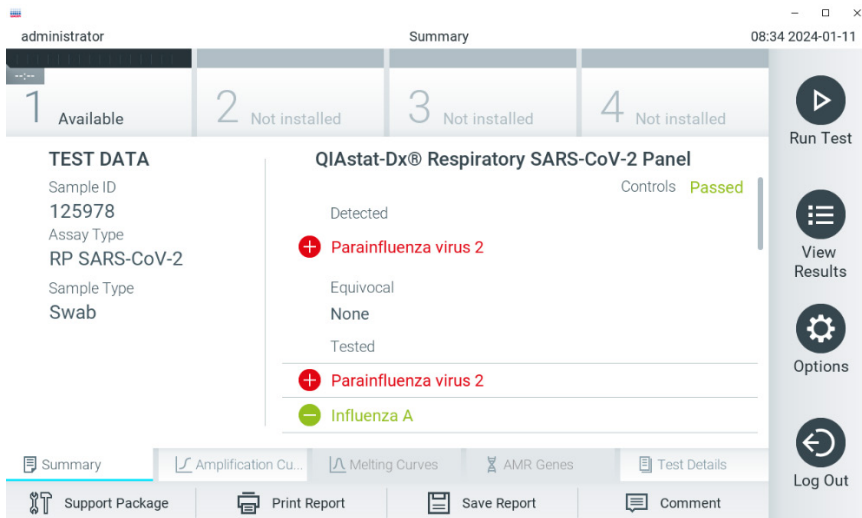 administrator
Summary
08:34 2024-01-11
--:--
1 Available
2 Not installed
3 Not installed
4 Not installed
Run Test
TEST DATA
Sample ID
125978
Assay Type
RP SARS-CoV-2
Sample Type
Swab
QIAstat-Dx® Respiratory SARS-CoV-2 Panel
Controls Passed
Detected
Parainfluenza virus 2
Equivocal
None
Tested
Parainfluenza virus 2
Influenza A
View
Results
Options
Log Out
Summary
Amplification Cu...
Melting Curves
AMR Genes
Test Details
Support Package
Print Report
Save Report
Comment